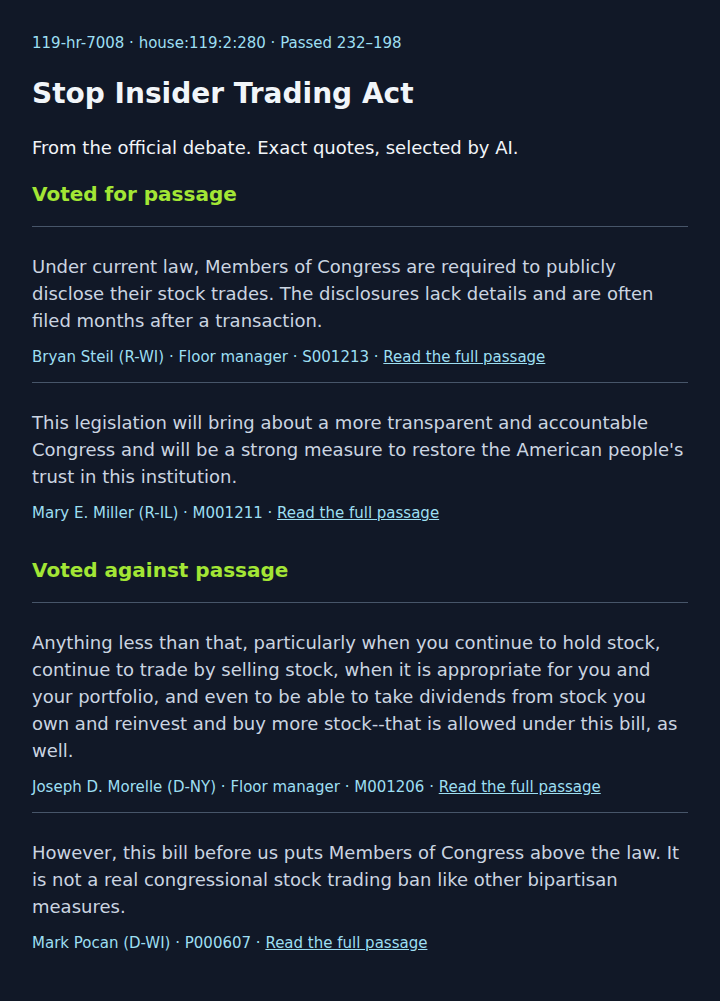 119-hr-7008 · house:119:2:280 · Passed 232–198
Stop Insider Trading Act
From the official debate. Exact quotes, selected by AI.
Voted for passage
Under current law, Members of Congress are required to publicly
disclose their stock trades. The disclosures lack details and are often
filed months after a transaction.
Bryan Steil (R-WI) · Floor manager · S001213 · Read the full passage
This legislation will bring about a more transparent and accountable
Congress and will be a strong measure to restore the American people's
trust in this institution.
Mary E. Miller (R-IL) · M001211 · Read the full passage
Voted against passage
Anything less than that, particularly when you continue to hold stock,
continue to trade by selling stock, when it is appropriate for you and
your portfolio, and even to be able to take dividends from stock you
own and reinvest and buy more stock--that is allowed under this bill, as
well.
Joseph D. Morelle (D-NY) · Floor manager · M001206 · Read the full passage
However, this bill before us puts Members of Congress above the law. It
is not a real congressional stock trading ban like other bipartisan
measures.
Mark Pocan (D-WI) · P000607 · Read the full passage